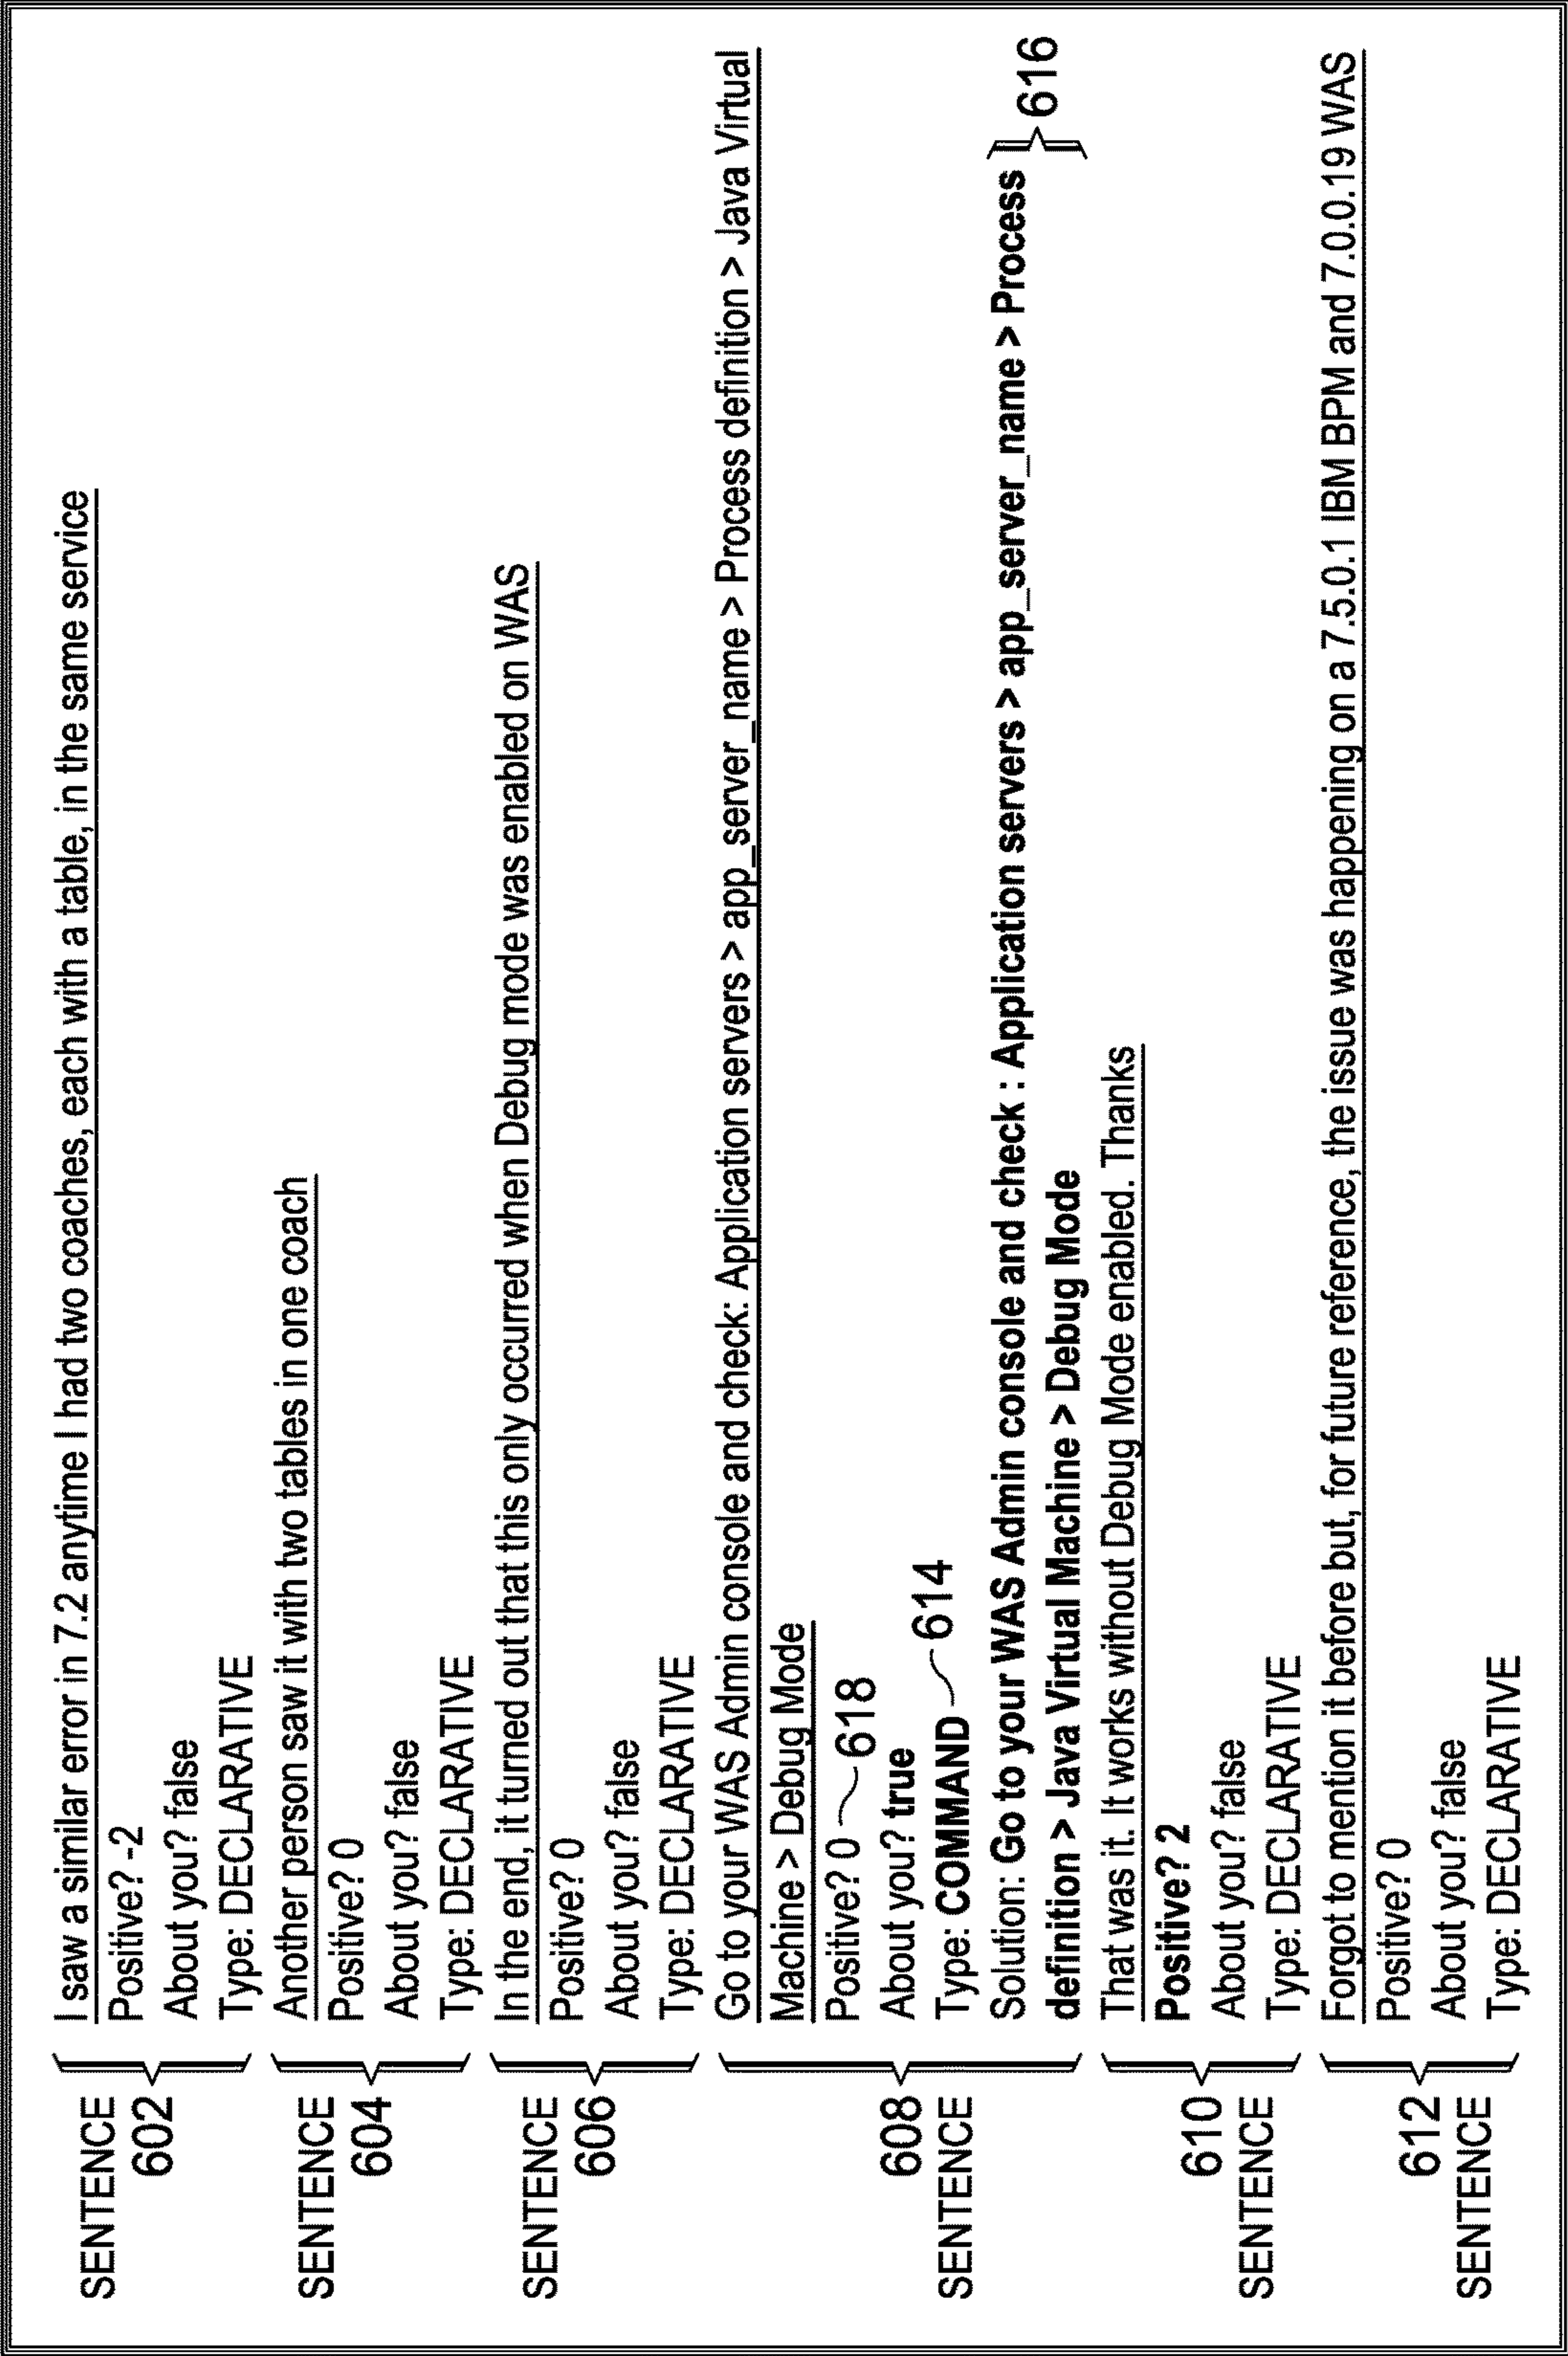 SENTENCE
602
I saw a similar error in 7.2 anytime I had two coaches, each with a table, in the same service
Positive? -2
About you? false
Type: DECLARATIVE
SENTENCE
604
Another person saw it with two tables in one coach
Positive? 0
About you? false
Type: DECLARATIVE
SENTENCE
606
In the end, it turned out that this only occurred when Debug mode was enabled on WAS
Positive? 0
About you? false
Type: DECLARATIVE
608
SENTENCE
Go to your WAS Admin console and check: Application servers > app_server_name > Process definition > Java Virtual
Machine > Debug Mode
Positive? 0 618
About you? true
Type: COMMAND 614
Solution: Go to your WAS Admin console and check : Application servers > app_server_name > Process
definition > Java Virtual Machine > Debug Mode
616
610
SENTENCE
That was it. It works without Debug Mode enabled. Thanks
Positive? 2
About you? false
Type: DECLARATIVE
612
SENTENCE
Forgot to mention it before but, for future reference, the issue was happening on a 7.5.0.1 IBM BPM and 7.0.0.19 WAS
Positive? 0
About you? false
Type: DECLARATIVE